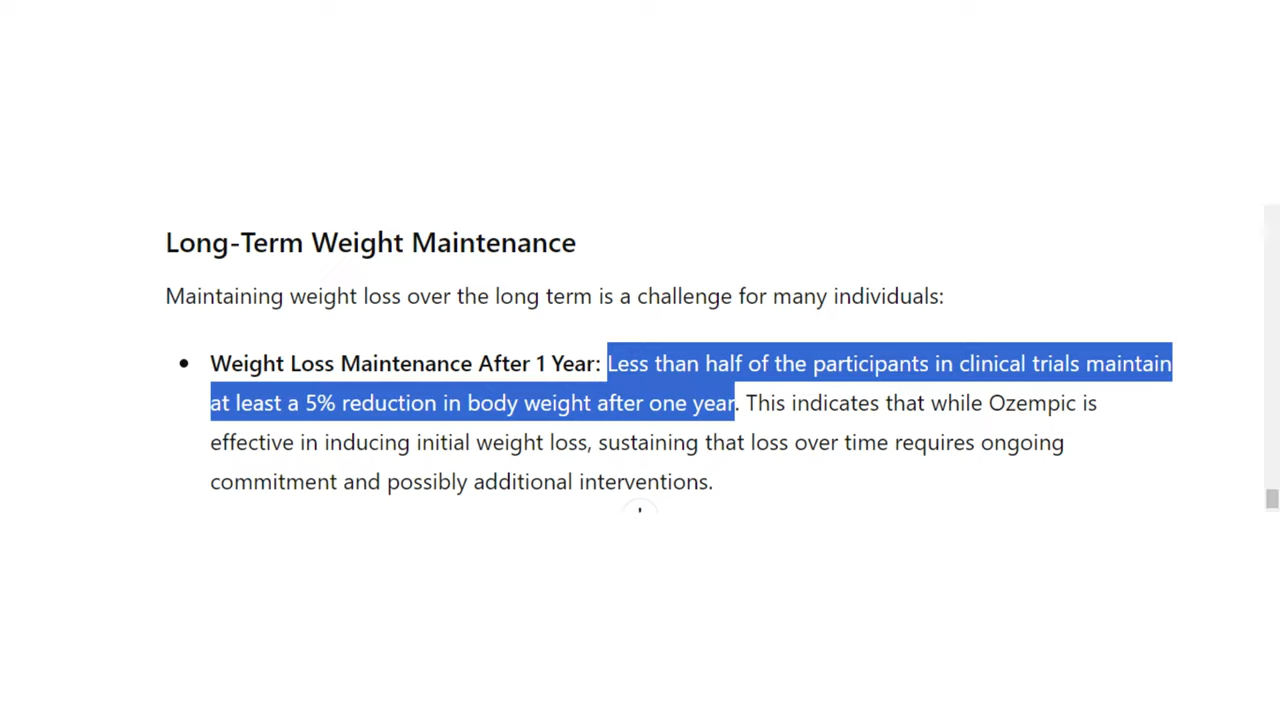 Long-Term Weight Maintenance
Maintaining weight loss over the long term is a challenge for many individuals:
• Weight Loss Maintenance After 1 Year: Less than half of the participants in clinical trials maintain
at least a 5% reduction in body weight after one year. This indicates that while Ozempic is
effective in inducing initial weight loss, sustaining that loss over time requires ongoing
commitment and possibly additional interventions.